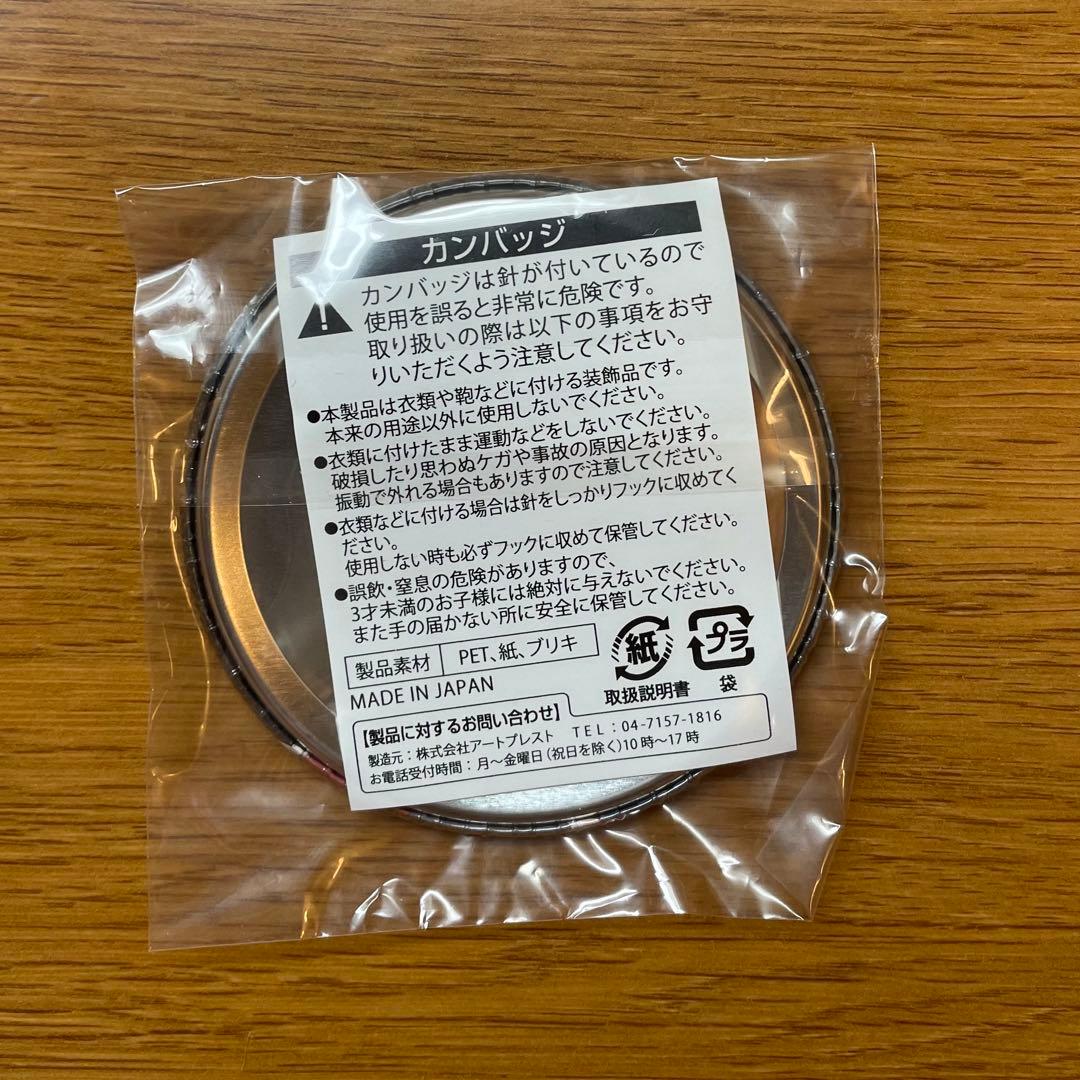 カンバッジ
カンバッジは針が付いているので
使用を誤ると非常に危険です。
取り扱いの際は以下の事項をお守
りいただくよう注意してください。
●本製品は衣類や鞄などに付ける装飾品です。
本来の用途以外に使用しないでください。
●衣類に付けたまま運動などをしないでください。
破損したり思わぬケガや事故の原因となります。
振動で外れる場合もありますので注意してください。
●衣類などに付ける場合は針をしっかりフックに収めてく
ださい。
使用しない時も必ずフックに収めて保管してください。
●誤飲・窒息の危険がありますので、
3才未満のお子様には絶対に与えないでください。
また手の届かない所に安全に保管してください。
製品素材 PET、紙、ブリキ
MADE IN JAPAN
紙
取扱説明書
プラ
袋
【製品に対するお問い合わせ】
製造元：株式会社アートプレスト TEL：04-7157-1816
お電話受付時間：月〜金曜日（祝日を除く）10時〜17時